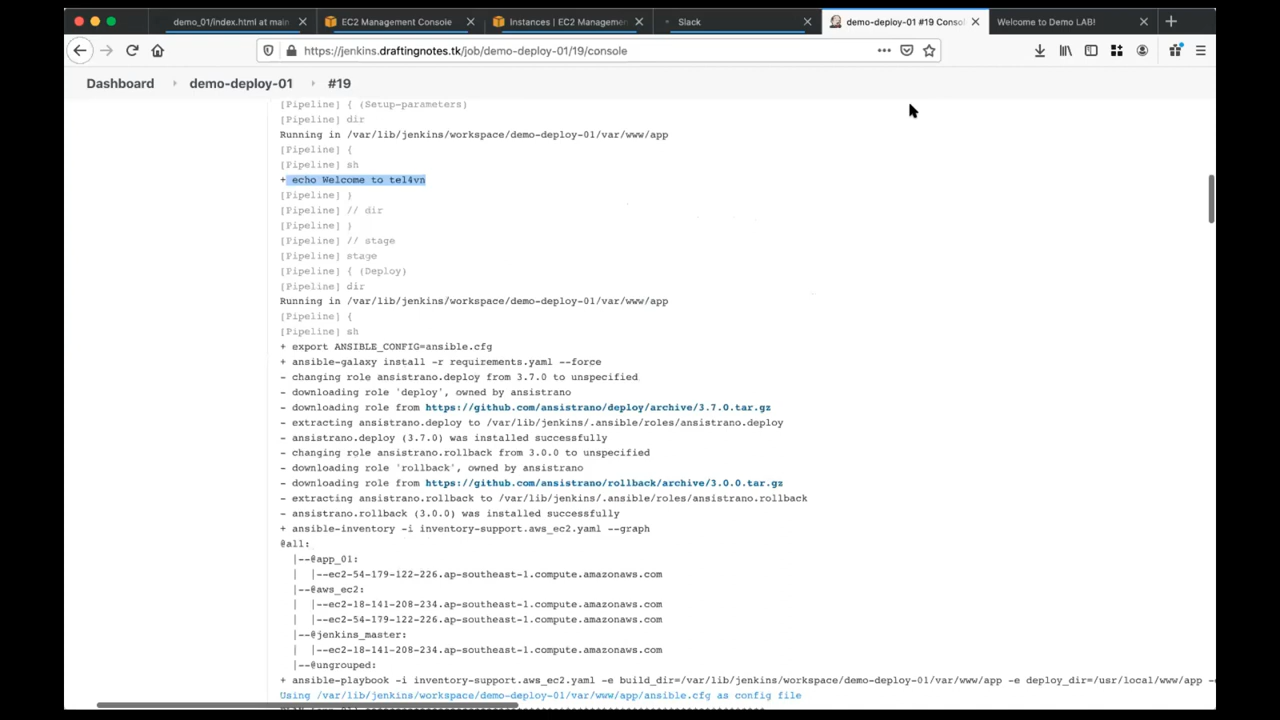 demo_01/index.html at main
EC2 Management Console
Instances | EC2 Managemen
Slack
demo-deploy-01 #19 Consol
Welcome to Demo LAB!
https://jenkins.draftingnotes.tk/job/demo-deploy-01/19/console
Dashboard
demo-deploy-01
#19
[Pipeline] { (Setup-parameters)
[Pipeline] dir
Running in /var/lib/jenkins/workspace/demo-deploy-01/var/www/app
[Pipeline] {
[Pipeline] sh
+ echo Welcome to tel4vn
[Pipeline] }
[Pipeline] // dir
[Pipeline] }
[Pipeline] // stage
[Pipeline] stage
[Pipeline] { (Deploy)
[Pipeline] dir
Running in /var/lib/jenkins/workspace/demo-deploy-01/var/www/app
[Pipeline] {
[Pipeline] sh
+ export ANSIBLE_CONFIG=ansible.cfg
+ ansible-galaxy install -r requirements.yaml --force
- changing role ansistrano.deploy from 3.7.0 to unspecified
- downloading role 'deploy', owned by ansistrano
- downloading role from https://github.com/ansistrano/deploy/archive/3.7.0.tar.gz
- extracting ansistrano.deploy to /var/lib/jenkins/.ansible/roles/ansistrano.deploy
- ansistrano.deploy (3.7.0) was installed successfully
- changing role ansistrano.rollback from 3.0.0 to unspecified
- downloading role 'rollback', owned by ansistrano
- downloading role from https://github.com/ansistrano/rollback/archive/3.0.0.tar.gz
- extracting ansistrano.rollback to /var/lib/jenkins/.ansible/roles/ansistrano.rollback
- ansistrano.rollback (3.0.0) was installed successfully
+ ansible-inventory -i inventory-support.aws_ec2.yaml --graph
@all:
|--@app_01:
| |--ec2-54-179-122-226.ap-southeast-1.compute.amazonaws.com
|--@aws_ec2:
| |--ec2-18-141-208-234.ap-southeast-1.compute.amazonaws.com
| |--ec2-54-179-122-226.ap-southeast-1.compute.amazonaws.com
|--@jenkins_master:
| |--ec2-18-141-208-234.ap-southeast-1.compute.amazonaws.com
|--@ungrouped:
+ ansible-playbook -i inventory-support.aws_ec2.yaml -e build_dir=/var/lib/jenkins/workspace/demo-deploy-01/var/www/app -e deploy_dir=/usr/local/www/app
Using /var/lib/jenkins/workspace/demo-deploy-01/var/www/app/ansible.cfg as config file